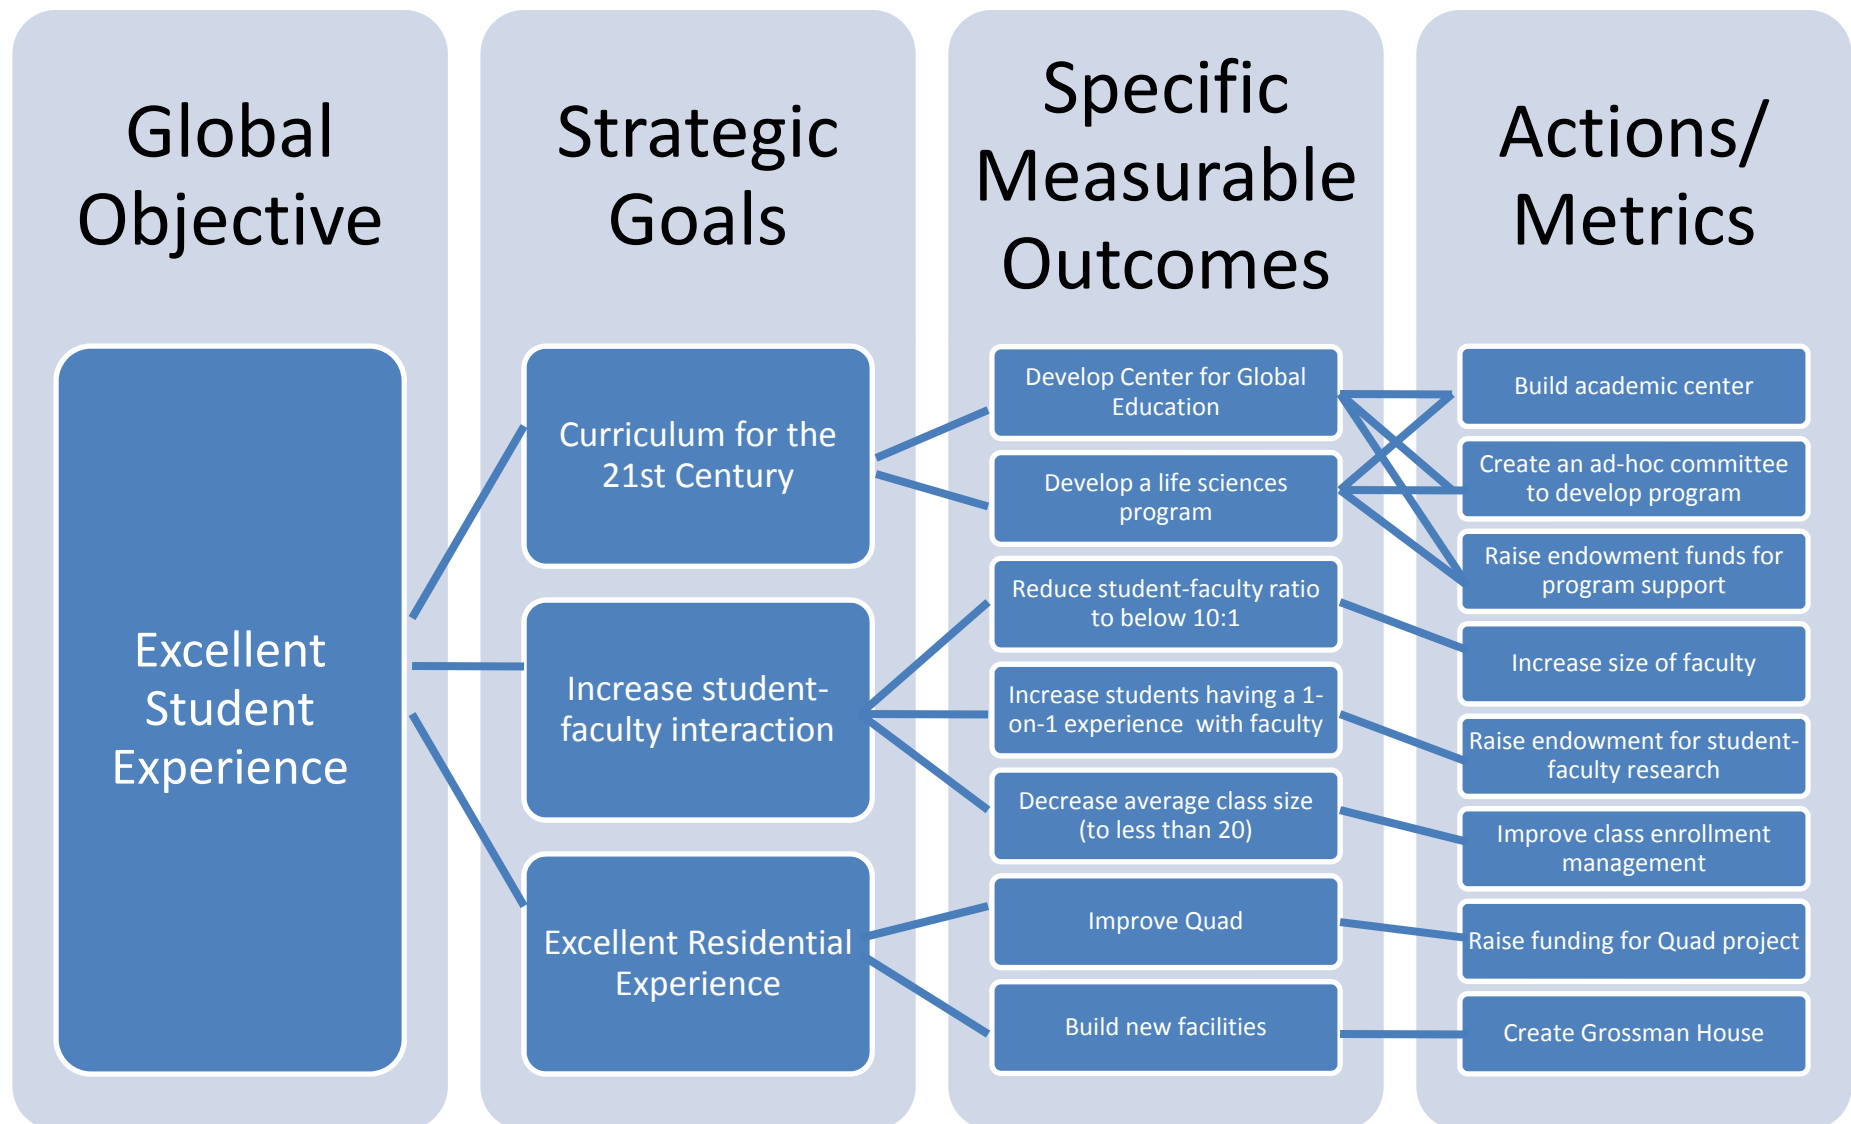 Global
Objective
Strategic
Goals
Specific
Measurable
Outcomes
Actions/
Metrics
Excellent
Student
Experience
Curriculum for the
21st Century
Increase student-
faculty interaction
Excellent Residential
Experience
Develop Center for Global
Education
Develop a life sciences
program
Reduce student-faculty ratio
to below 10:1
Increase students having a 1-
on-1 experience with faculty
Decrease average class size
(to less than 20)
Improve Quad
Build new facilities
Build academic center
Create an ad-hoc committee
to develop program
Raise endowment funds for
program support
Increase size of faculty
Raise endowment for student-
faculty research
Improve class enrollment
management
Raise funding for Quad project
Create Grossman House